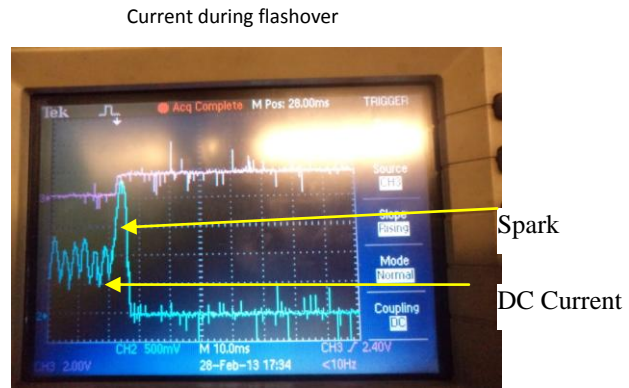 Current during flashover
Tek Acq Complete M Pos: 28.00ms TRIGGER
Source
CH3
Slope
Rising
Mode
Normal
Coupling
DC
CH2 500mV M 10.0ms CH3 2.40V
CH3 2.00V 28-Feb-13 17:34 <10Hz
Spark
DC Current